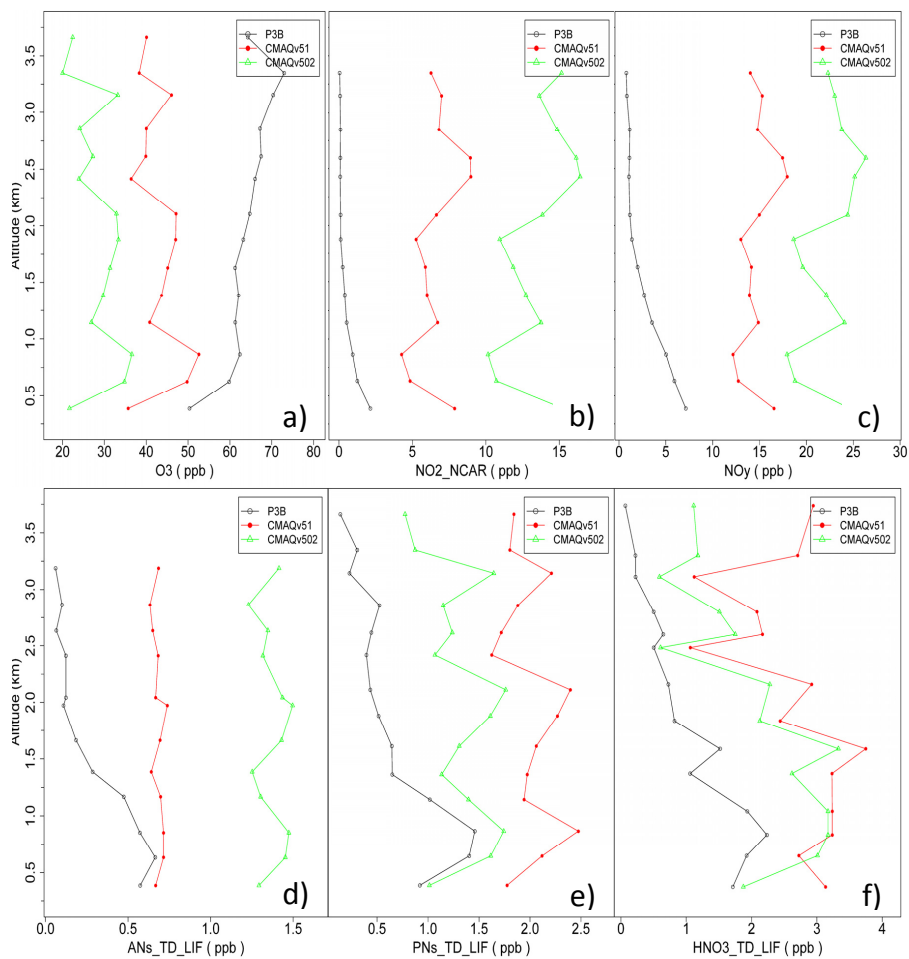 P3B
CMAQv51
CMAQv502
P3B
CMAQv51
CMAQv502
P3B
CMAQv51
CMAQv502
Altitude (km)
0.5 1.0 1.5 2.0 2.5 3.0 3.5
a)
b)
c)
20 30 40 50 60 70 80
0 5 10 15
0 5 10 15 20 25 30
O3 ( ppb )
NO2_NCAR ( ppb )
NOy ( ppb )
P3B
CMAQv51
CMAQv502
P3B
CMAQv51
CMAQv502
P3B
CMAQv51
CMAQv502
Altitude (km)
0.5 1.0 1.5 2.0 2.5 3.0 3.5
d)
e)
f)
0.0 0.5 1.0 1.5
0.5 1.0 1.5 2.0 2.5
0 1 2 3 4
ANs_TD_LIF ( ppb )
PNs_TD_LIF ( ppb )
HNO3_TD_LIF ( ppb )